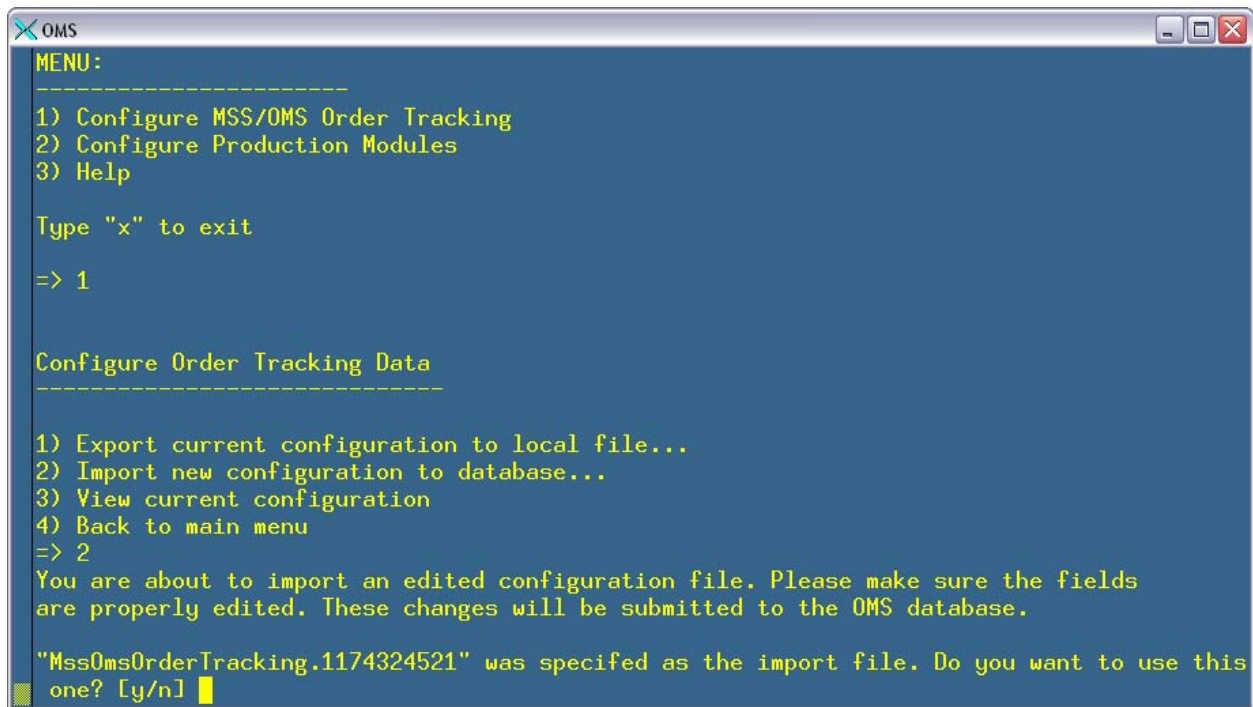 OMS
MENU:
-----------------------
1) Configure MSS/OMS Order Tracking
2) Configure Production Modules
3) Help
Type "x" to exit
=> 1
Configure Order Tracking Data
------------------------------
1) Export current configuration to local file...
2) Import new configuration to database...
3) View current configuration
4) Back to main menu
=> 2
You are about to import an edited configuration file. Please make sure the fields
are properly edited. These changes will be submitted to the OMS database.
"MssOmsOrderTracking.1174324521" was specifed as the import file. Do you want to use this
one? [y/n]